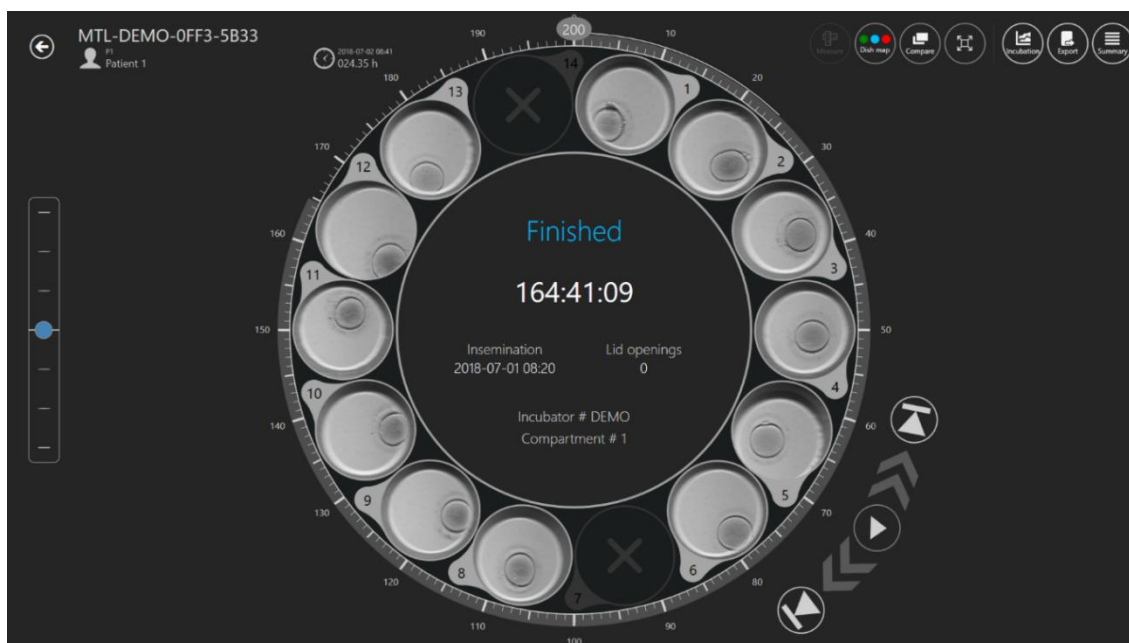 MTL-DEMO-0FF3-5B33
P1
Patient 1
2018-07-02 08:41
024.35 h
Measure
Dish map
Compare
Incubation
Export
Summary
200
10
20
30
40
50
60
70
80
90
100
110
120
130
140
150
160
170
180
190
1
2
3
4
5
6
7
8
9
10
11
12
13
14
Finished
164:41:09
Insemination
2018-07-01 08:20
Lid openings
0
Incubator # DEMO
Compartment # 1